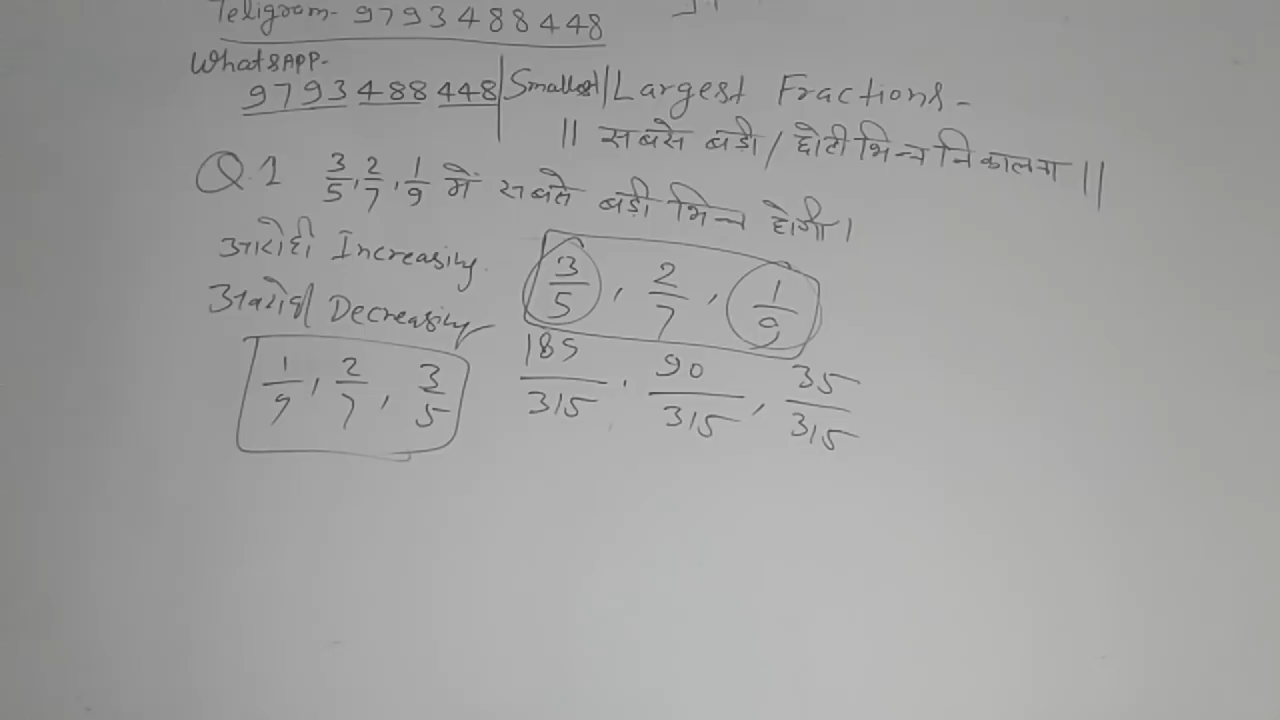 Teligram- 9793488448
WhatsAPP-
9793488448
Smallest/Largest Fractions-
|| सबसे बड़ी / छोटी भिन्न निकालना ||
Q.1 3/5, 2/7, 1/9 में सबसे बड़ी भिन्न होगी।
आरोही Increasing
अवरोही Decreasing
3/5, 2/7, 1/9
185/315, 90/315, 35/315
1/9, 2/7, 3/5